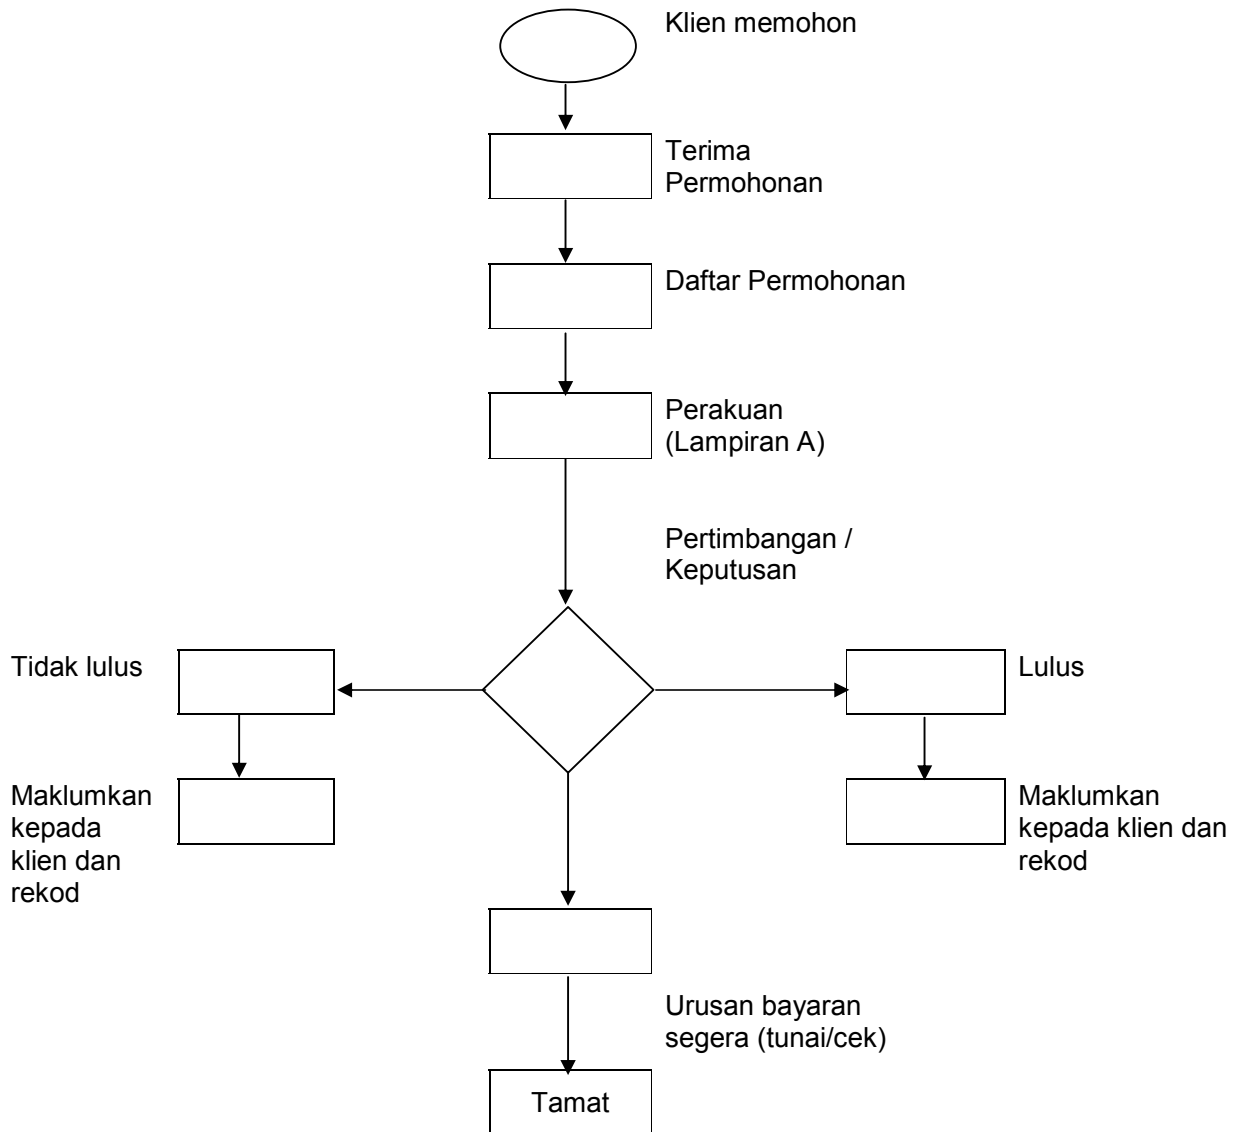 Klien memohon
Terima
Permohonan
Daftar Permohonan
Perakuan
(Lampiran A)
Pertimbangan /
Keputusan
Tidak lulus
Lulus
Maklumkan
kepada
klien dan
rekod
Maklumkan
kepada klien dan
rekod
Urusan bayaran
segera (tunai/cek)
Tamat